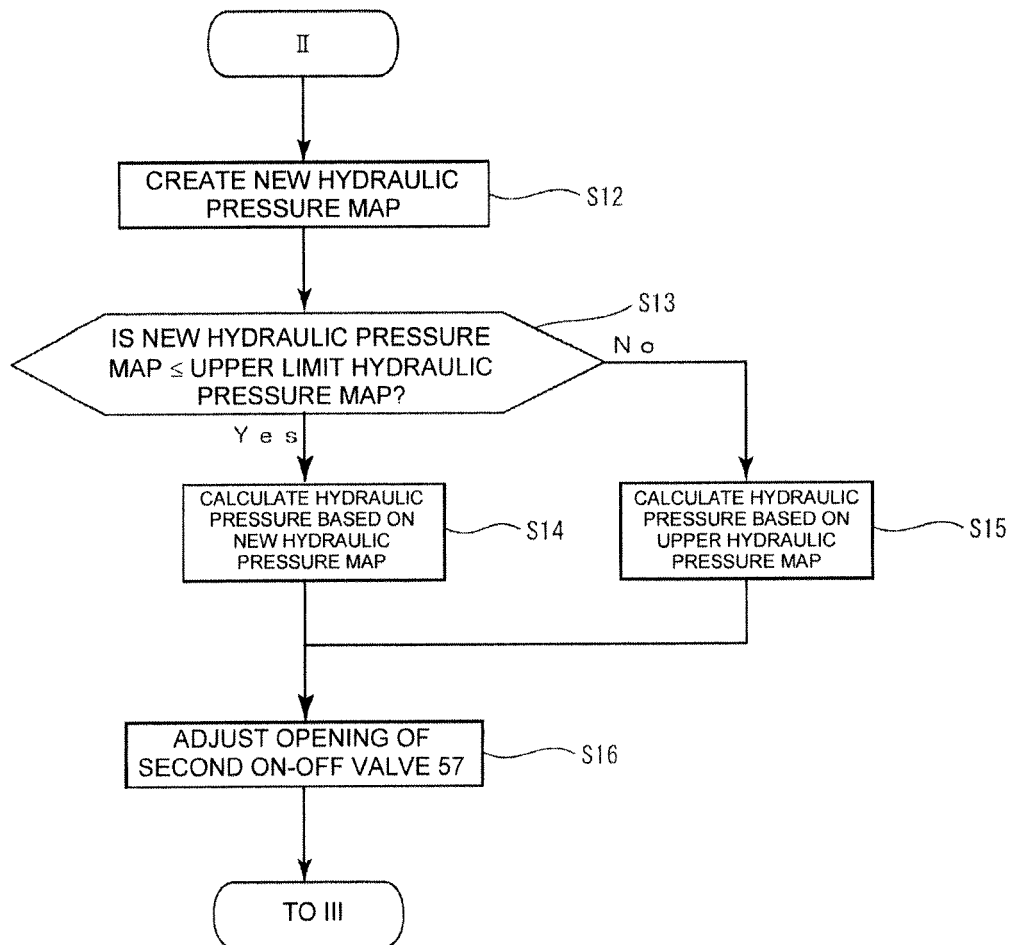 II
CREATE NEW HYDRAULIC
PRESSURE MAP
S12
S13
IS NEW HYDRAULIC PRESSURE
MAP ≤ UPPER LIMIT HYDRAULIC
PRESSURE MAP?
No
Yes
CALCULATE HYDRAULIC
PRESSURE BASED ON
NEW HYDRAULIC
PRESSURE MAP
S14
CALCULATE HYDRAULIC
PRESSURE BASED ON
UPPER HYDRAULIC
PRESSURE MAP
S15
ADJUST OPENING OF
SECOND ON-OFF VALVE 57
S16
TO III